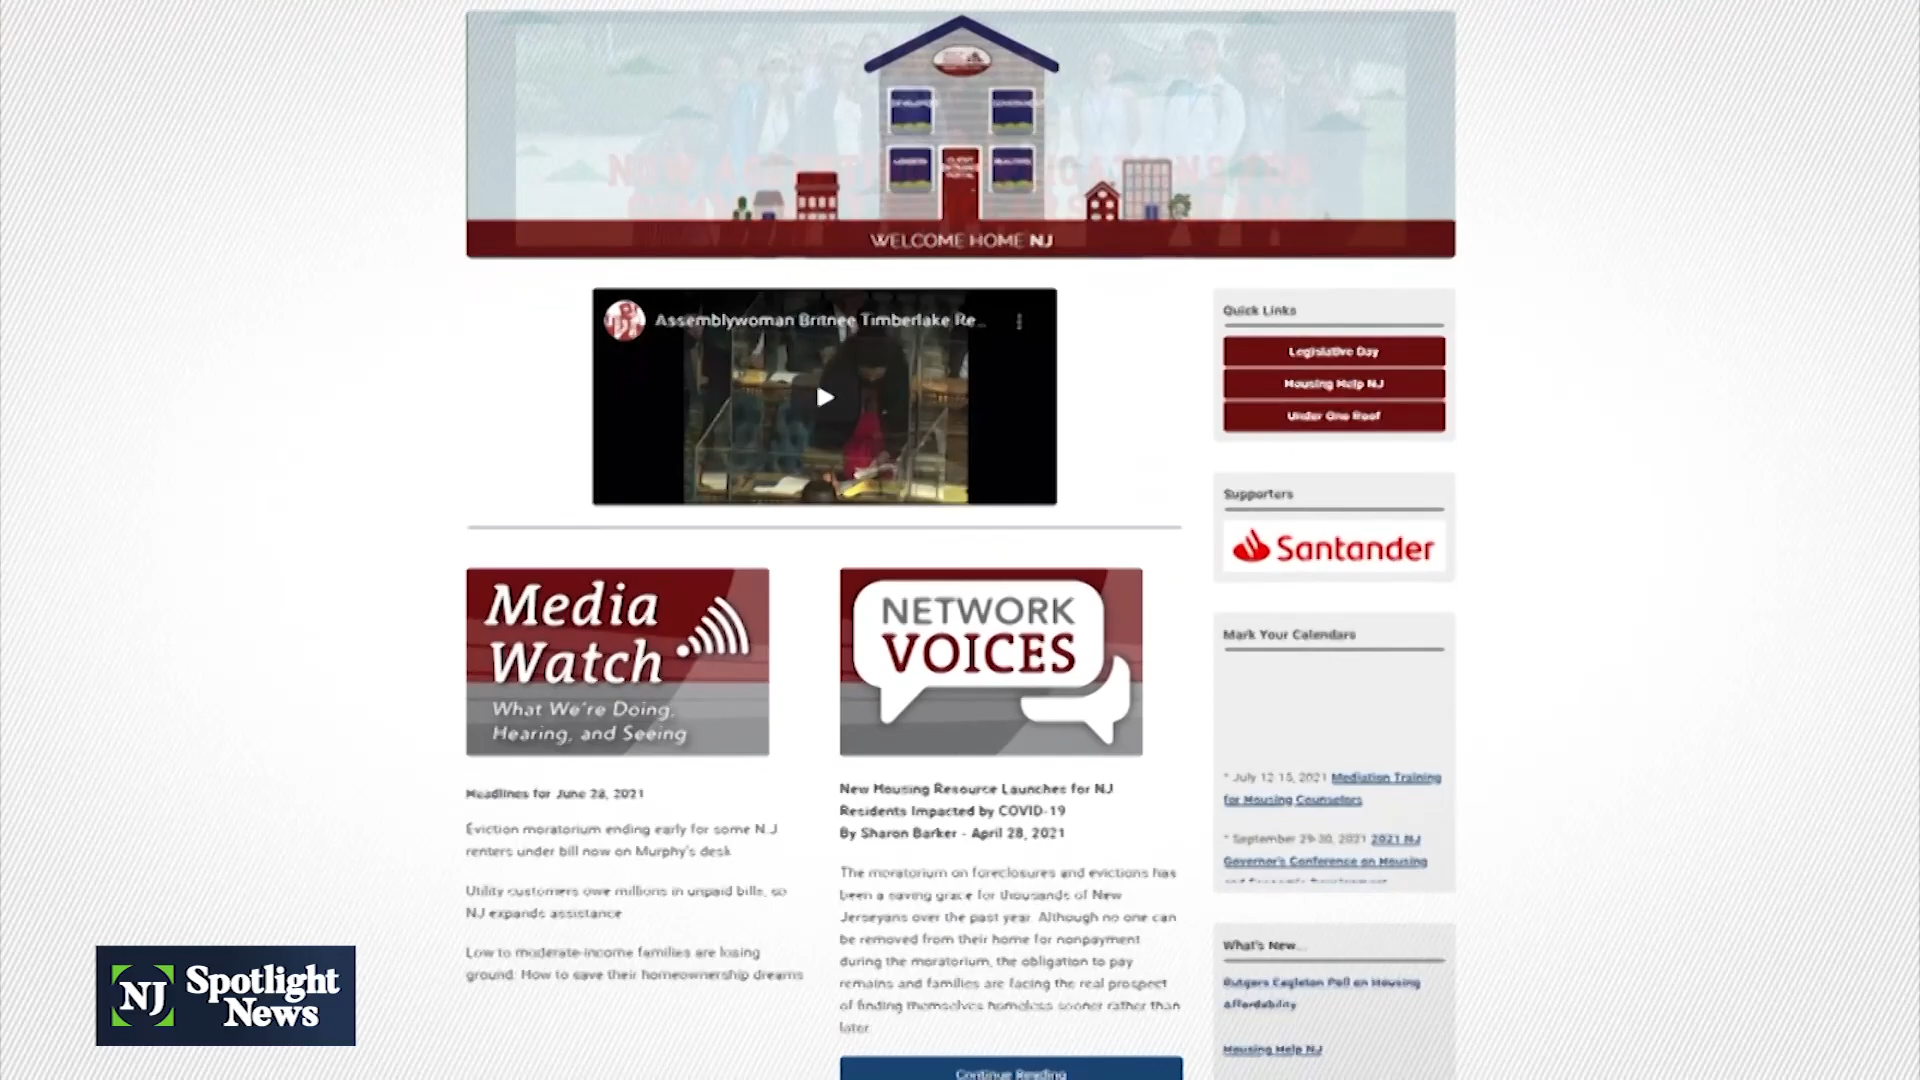 WELCOME HOME NJ
Assemblywoman Britnee Timberlake Re...
Quick Links
Legislative Day
Housing Help NJ
Under One Roof
Supporters
Santander
Media
Watch
What We're Doing,
Hearing, and Seeing
NETWORK
VOICES
Mark Your Calendars
* July 12-15, 2021 Mediation Training
for Housing Counselors
* September 29-30, 2021 2021 NJ
Governor's Conference on Housing
and Economic Development
Headlines for June 28, 2021
Eviction moratorium ending early for some N.J.
renters under bill now on Murphy's desk
Utility customers owe millions in unpaid bills, so
NJ expands assistance
Low to moderate-income families are losing
ground. How to save their homeownership dreams
New Housing Resource Launches for NJ
Residents Impacted by COVID-19
By Sharon Barker - April 28, 2021
The moratorium on foreclosures and evictions has
been a saving grace for thousands of New
Jerseyans over the past year. Although no one can
be removed from their home for nonpayment
during the moratorium, the obligation to pay
remains and families are facing the real prospect
of finding themselves homeless sooner rather than
later.
Continue Reading
What's New...
Rutgers Eagleton Poll on Housing
Affordability
Housing Help NJ
NJ Spotlight
News